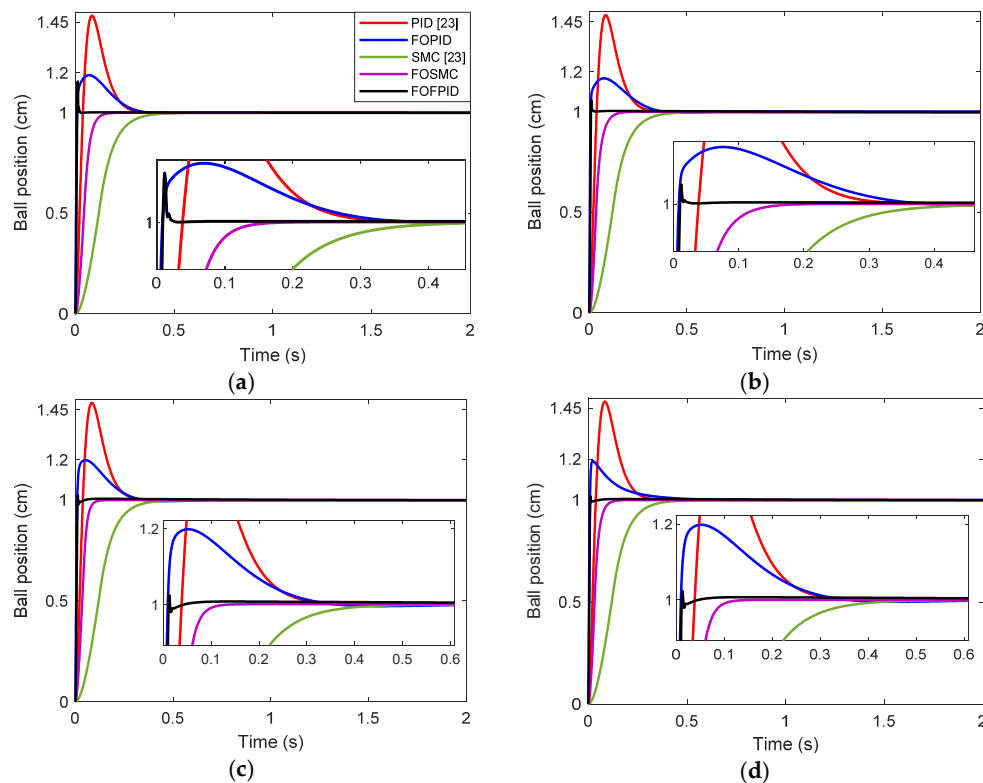 PID [23]
FOPID
SMC [23]
FOSMC
FOFPID
Ball position (cm)
1.45
1.2
1
0.5
0
1
0.1 0.2 0.3 0.4
0 0.5 1 1.5 2
Time (s)
(a)
Ball position (cm)
1.45
1.2
1
0.5
0
1
0 0.1 0.2 0.3 0.4
0 0.5 1 1.5 2
Time (s)
(b)
Ball position (cm)
1.45
1.2
1
0.5
0
1.2
1
0 0.1 0.2 0.3 0.4 0.5 0.6
0 0.5 1 1.5 2
Time (s)
(c)
Ball position (cm)
1.45
1.2
1
0.5
0
1.2
1
0 0.1 0.2 0.3 0.4 0.5 0.6
0 0.5 1 1.5 2
Time (s)
(d)